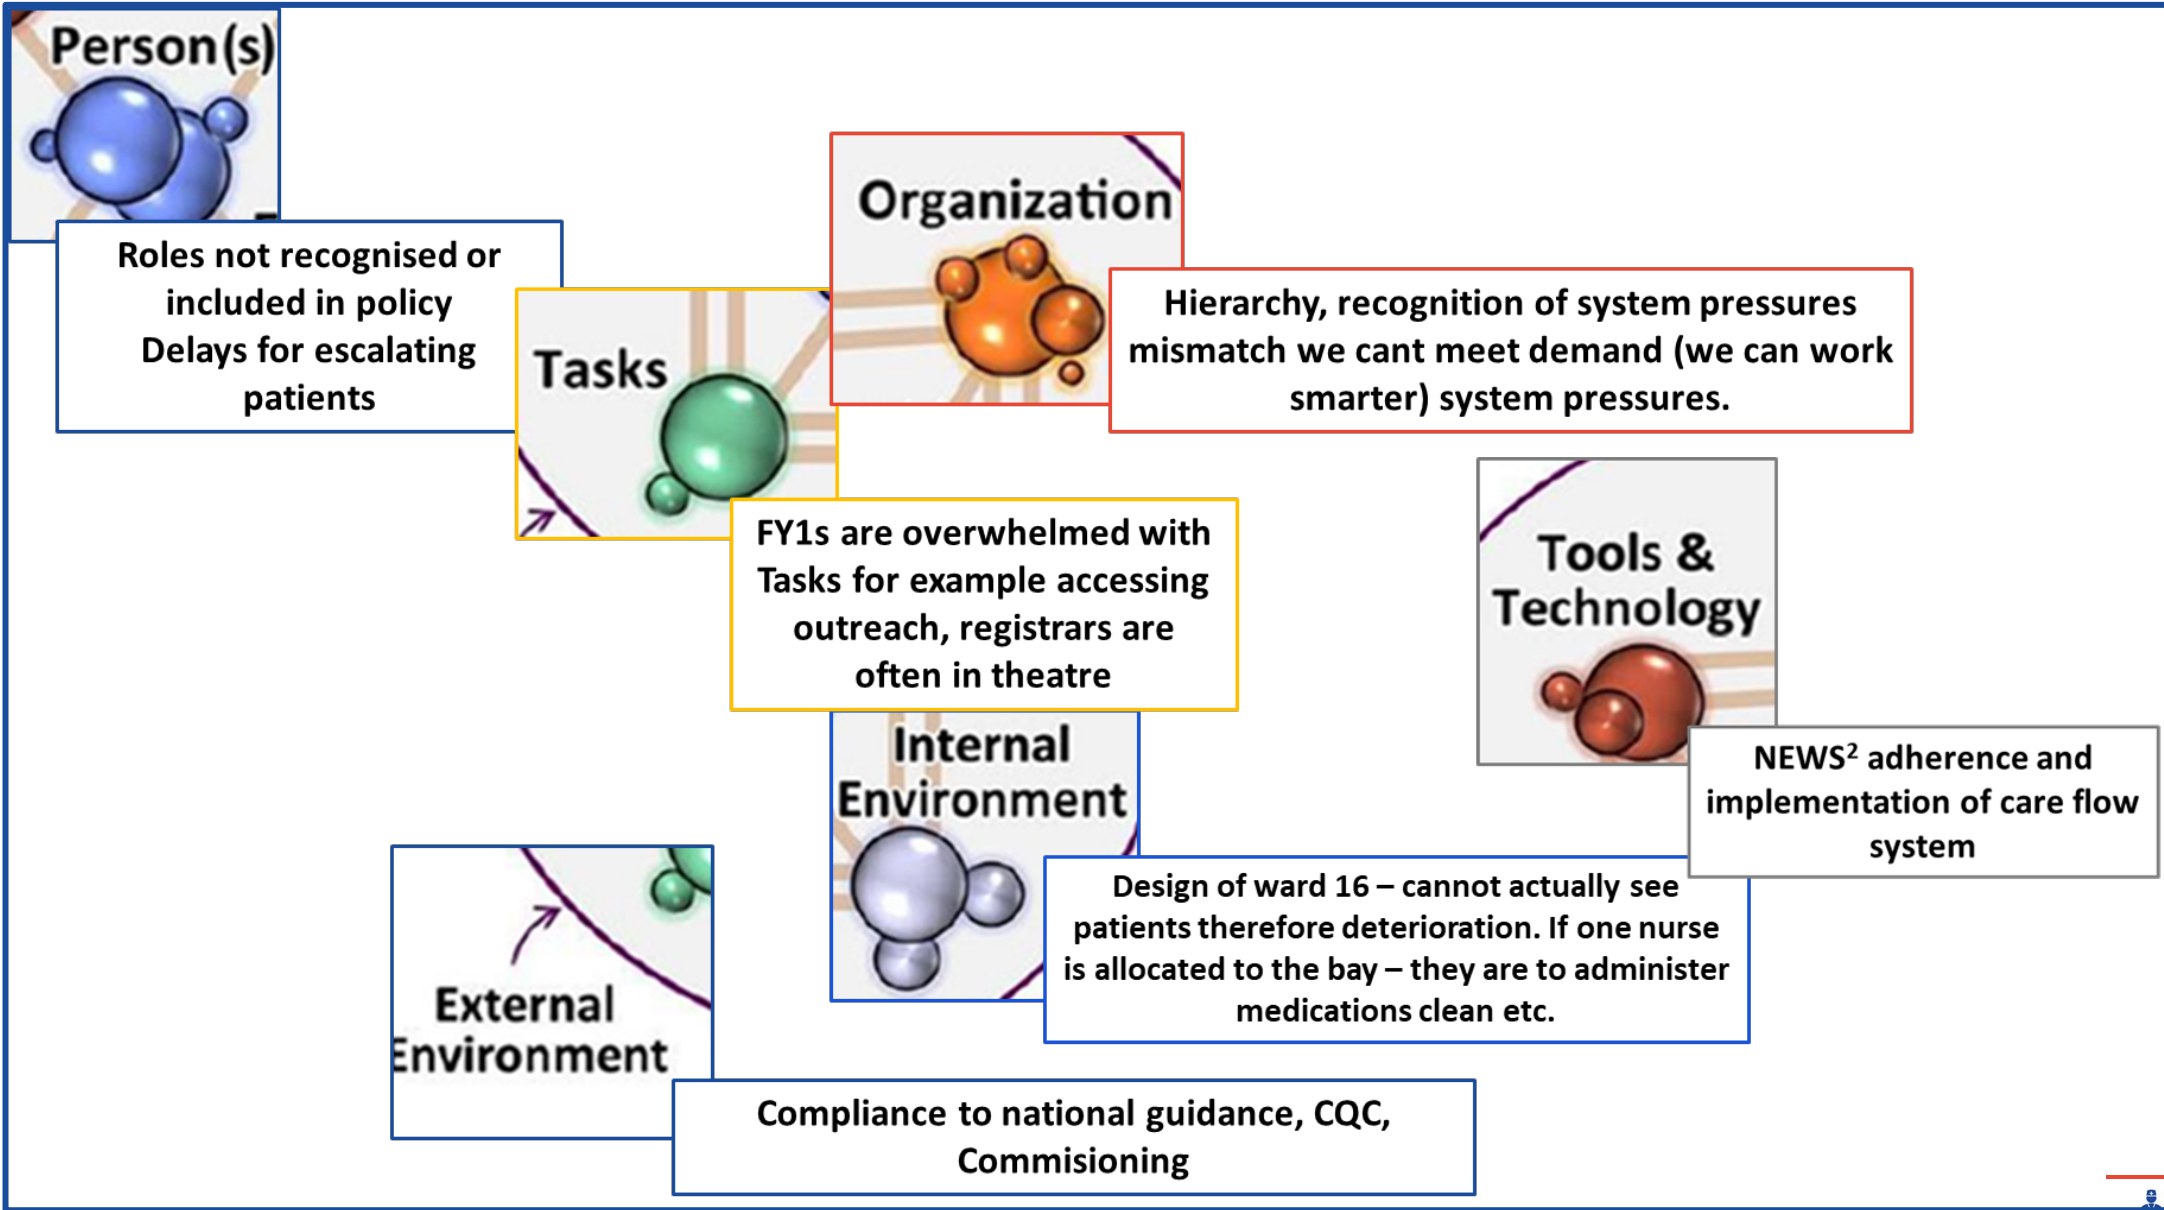 Person(s)
Roles not recognised or
included in policy
Delays for escalating
patients
Organization
Hierarchy, recognition of system pressures
mismatch we cant meet demand (we can work
smarter) system pressures.
Tasks
FY1s are overwhelmed with
Tasks for example accessing
outreach, registrars are
often in theatre
Tools &
Technology
NEWS² adherence and
implementation of care flow
system
Internal
Environment
Design of ward 16 – cannot actually see
patients therefore deterioration. If one nurse
is allocated to the bay – they are to administer
medications clean etc.
External
Environment
Compliance to national guidance, CQC,
Commisioning